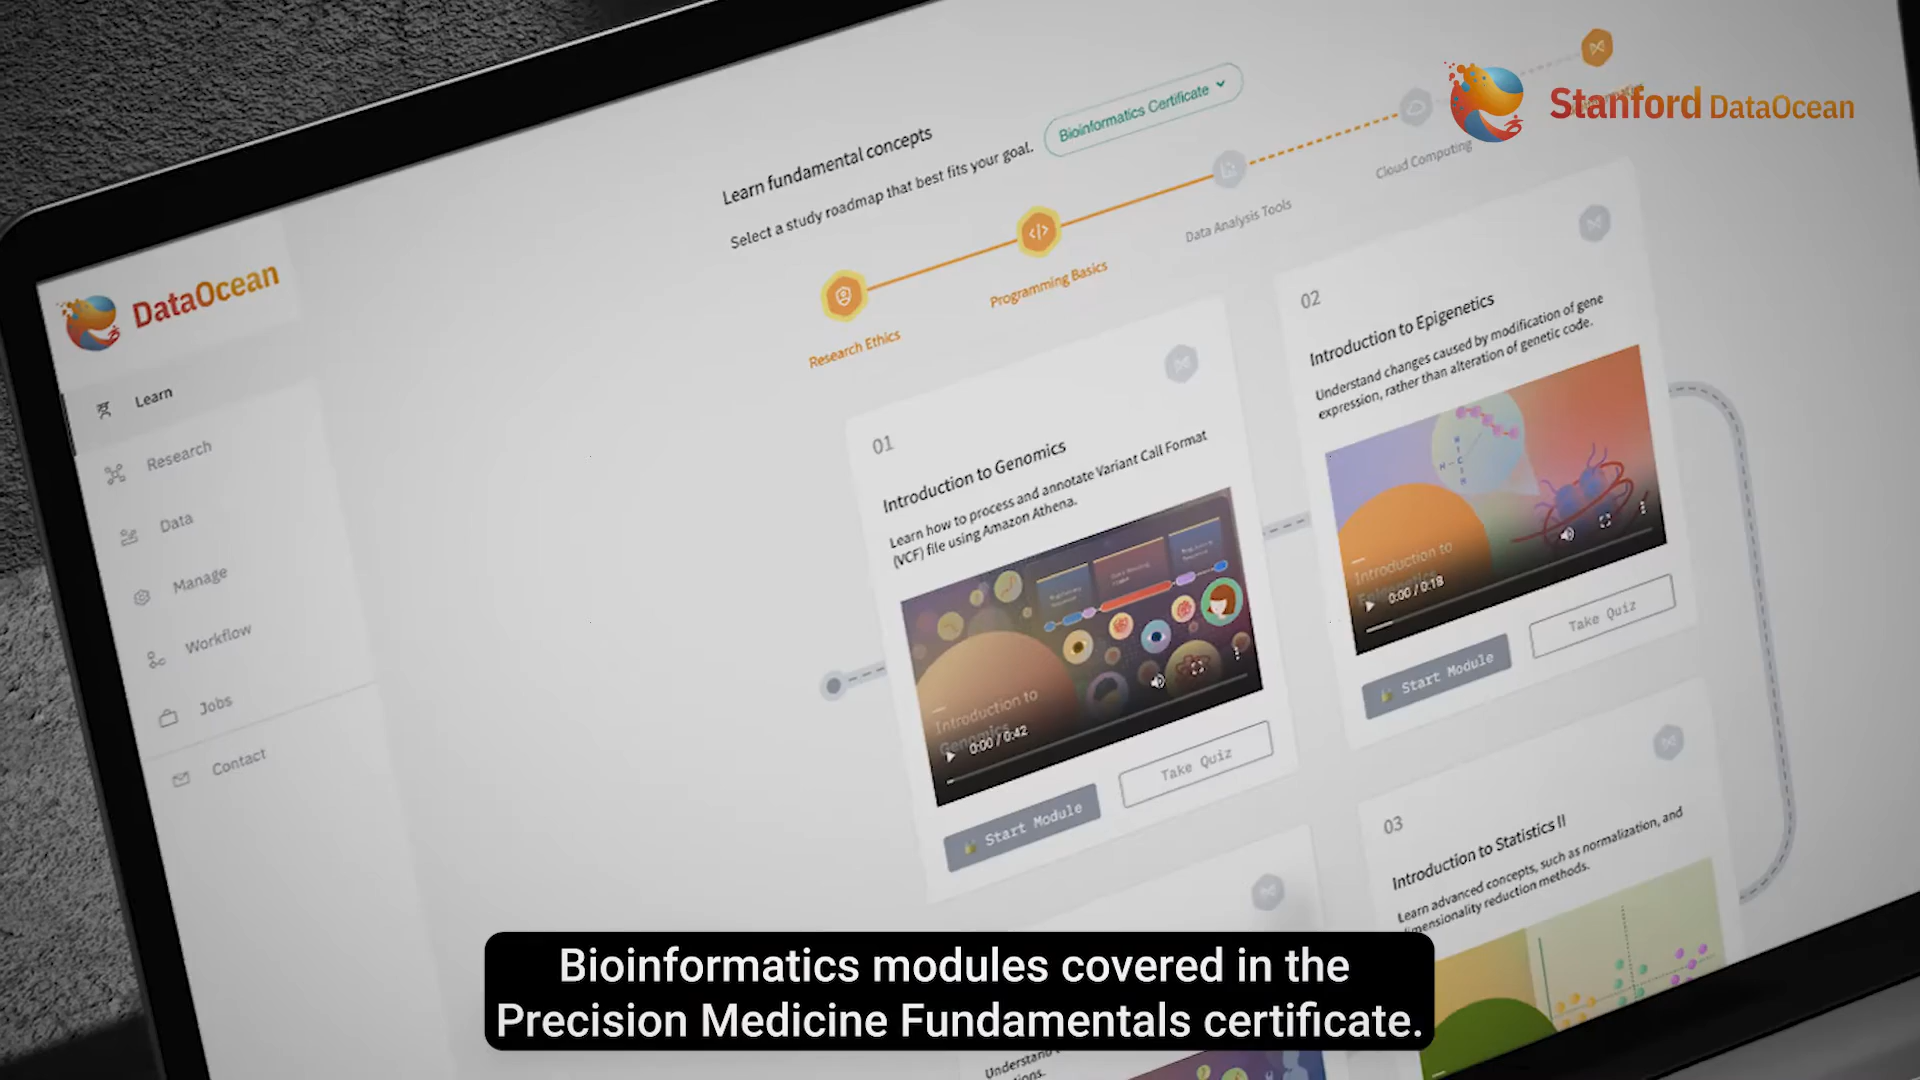 Stanford DataOcean
Learn fundamental concepts
Select a study roadmap that best fits your goal.
Bioinformatics Certificate
Research Ethics
Programming Basics
Data Analysis Tools
Cloud Computing
DataOcean
Learn
Research
Data
Manage
Workflow
Jobs
Contact
01
Introduction to Genomics
Learn how to process and annotate Variant Call Format
(VCF) file using Amazon Athena.
Introduction to
Genomics
0:00 / 0:42
Start Module
Take Quiz
02
Introduction to Epigenetics
Understand changes caused by modification of gene
expression, rather than alteration of genetic code.
H C H
H
Introduction to
Epigenetics
0:00 / 0:18
Start Module
Take Quiz
03
Introduction to Statistics II
Learn advanced concepts, such as normalization, and
dimensionality reduction methods.
Bioinformatics modules covered in the
Precision Medicine Fundamentals certificate.